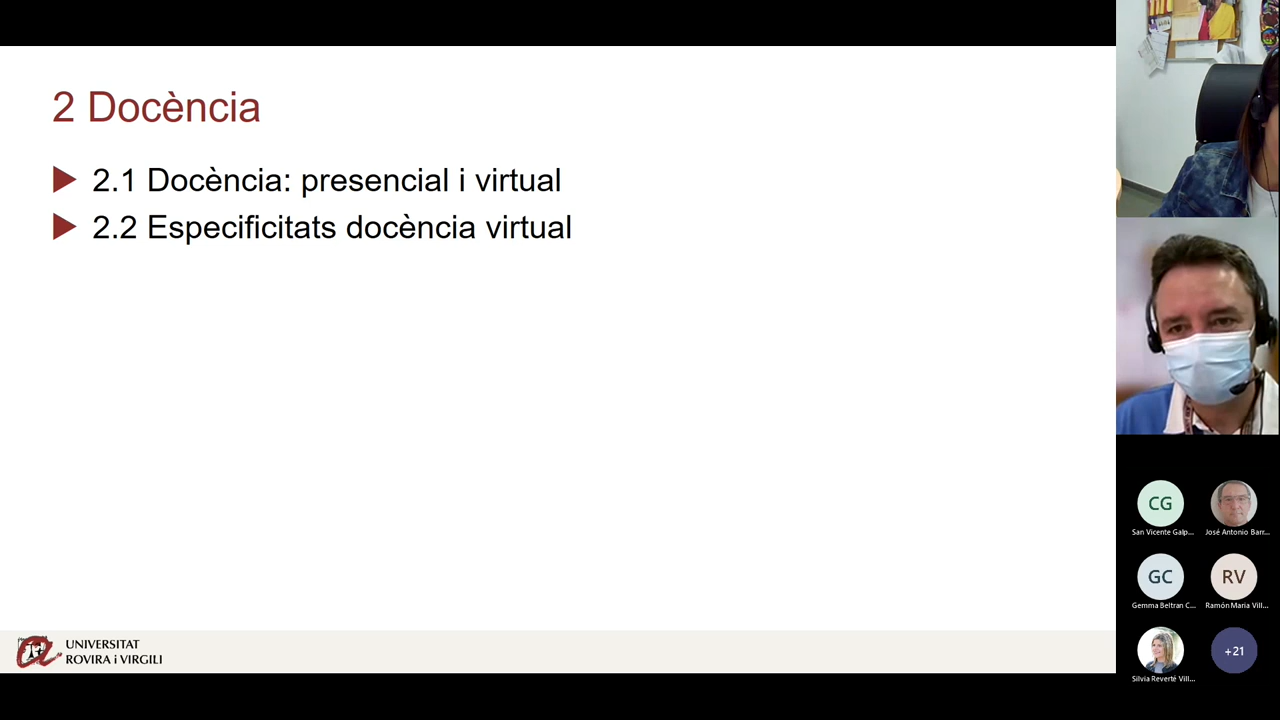 2 Docència
2.1 Docència: presencial i virtual
2.2 Especificitats docència virtual
UNIVERSITAT
ROVIRA i VIRGILI
CG
San Vicente Galp...
José Antonio Barr...
GC
RV
Gemma Beltran C...
Ramón Maria Vill...
+21
Silvia Reverté Vill...